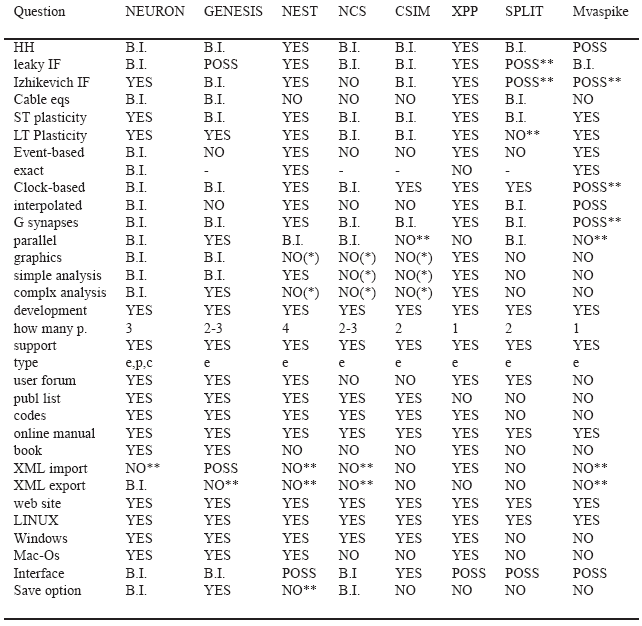 Question NEURON GENESIS NEST NCS CSIM XPP SPLIT Mvaspike
HH B.I. B.I. YES B.I. B.I. YES B.I. POSS
leaky IF B.I. POSS YES B.I. B.I. YES POSS** B.I.
Izhikevich IF YES B.I. YES NO B.I. YES POSS** POSS**
Cable eqs B.I. B.I. NO NO NO YES B.I. NO
ST plasticity YES B.I. YES B.I. B.I. YES B.I. YES
LT Plasticity YES YES YES B.I. B.I. YES NO** YES
Event-based B.I. NO YES NO NO YES NO YES
exact B.I. - YES - - NO - YES
Clock-based B.I. B.I. YES B.I. YES YES YES POSS**
interpolated B.I. NO YES NO NO YES B.I. POSS
G synapses B.I. B.I. YES B.I. B.I. YES B.I. POSS**
parallel B.I. YES B.I. B.I. NO** NO B.I. NO**
graphics B.I. B.I. NO(*) NO(*) NO(*) YES NO NO
simple analysis B.I. B.I. YES NO(*) NO(*) YES NO NO
complx analysis B.I. YES NO(*) NO(*) NO(*) YES NO NO
development YES YES YES YES YES YES YES YES
how many p. 3 2-3 4 2-3 2 1 2 1
support YES YES YES YES YES YES YES YES
type e,p,c e e e e e e e
user forum YES YES YES NO NO YES YES NO
publ list YES YES YES YES YES NO NO NO
codes YES YES YES YES YES YES NO NO
online manual YES YES YES YES YES YES YES YES
book YES YES NO NO NO YES NO NO
XML import NO** POSS NO** NO** NO YES NO NO**
XML export B.I. NO** NO** NO** NO NO NO NO**
web site YES YES YES YES YES YES YES YES
LINUX YES YES YES YES YES YES YES YES
Windows YES YES YES YES YES YES NO NO
Mac-Os YES YES YES NO NO YES NO NO
Interface B.I. B.I. POSS B.I YES POSS POSS POSS
Save option B.I. YES NO** B.I. NO NO NO NO